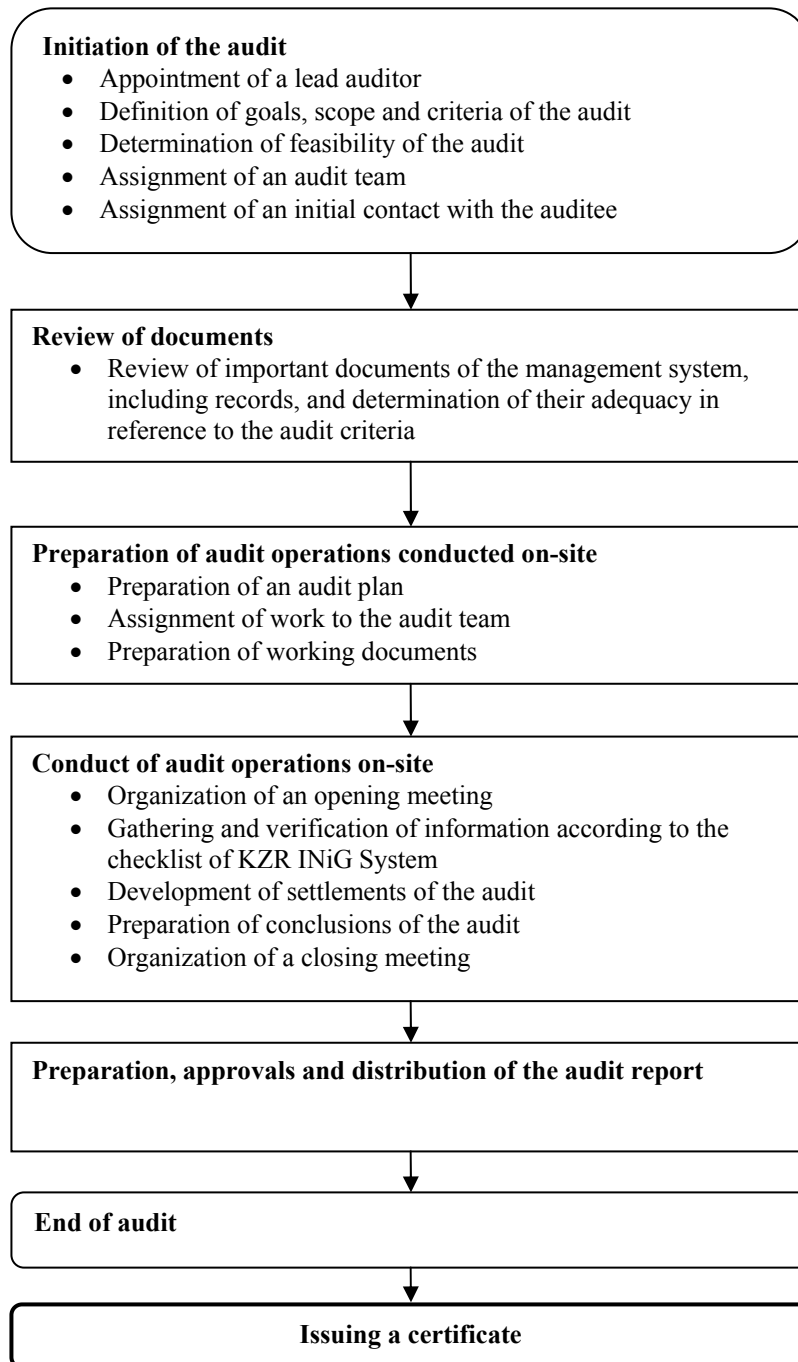 Initiation of the audit
• Appointment of a lead auditor
• Definition of goals, scope and criteria of the audit
• Determination of feasibility of the audit
• Assignment of an audit team
• Assignment of an initial contact with the auditee
Review of documents
• Review of important documents of the management system,
including records, and determination of their adequacy in
reference to the audit criteria
Preparation of audit operations conducted on-site
• Preparation of an audit plan
• Assignment of work to the audit team
• Preparation of working documents
Conduct of audit operations on-site
• Organization of an opening meeting
• Gathering and verification of information according to the
checklist of KZR INiG System
• Development of settlements of the audit
• Preparation of conclusions of the audit
• Organization of a closing meeting
Preparation, approvals and distribution of the audit report
End of audit
Issuing a certificate